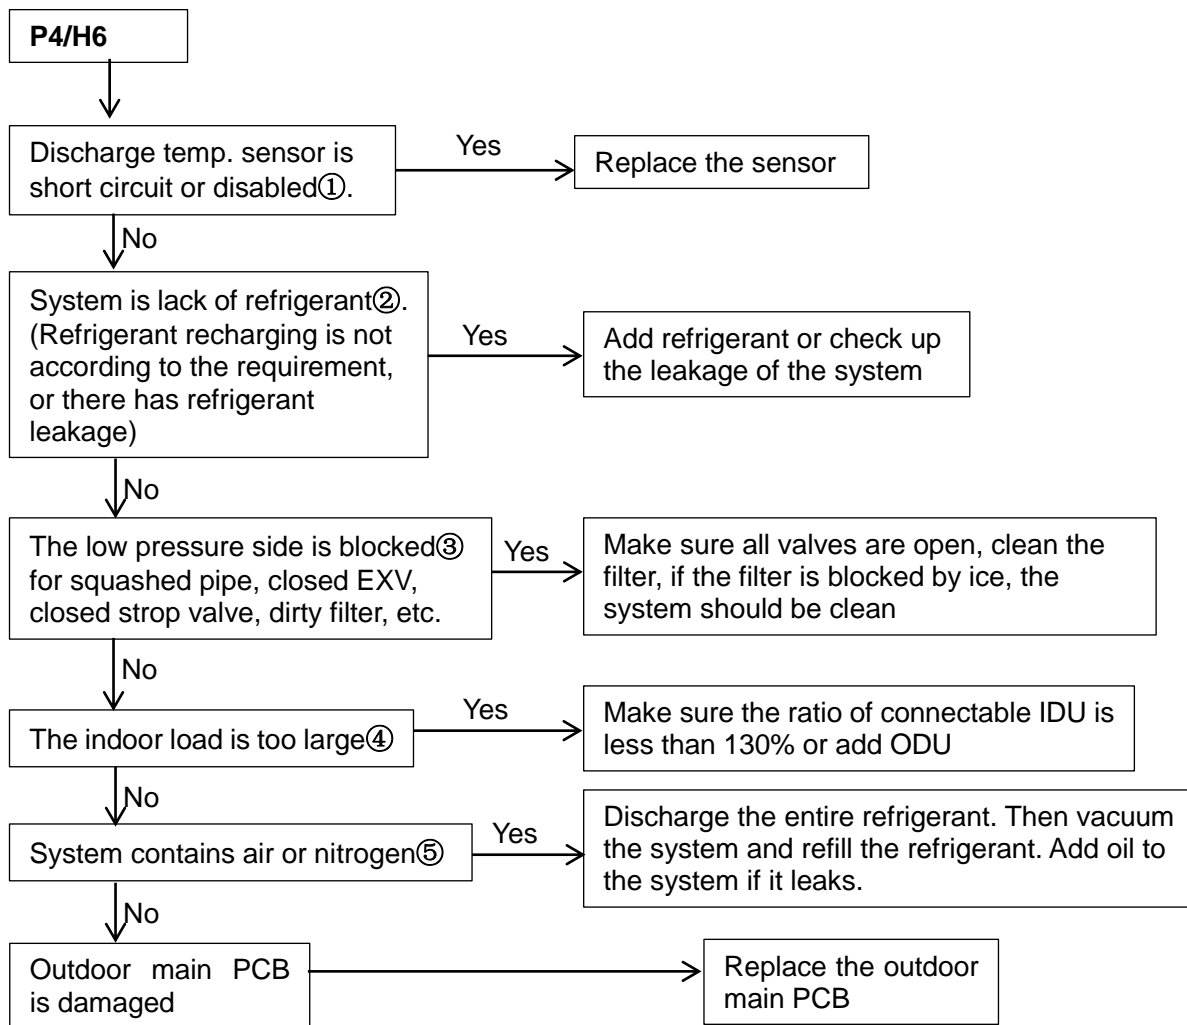 P4/H6
Discharge temp. sensor is
short circuit or disabled①.
Yes
Replace the sensor
No
System is lack of refrigerant②.
(Refrigerant recharging is not
according to the requirement,
or there has refrigerant
leakage)
Yes
Add refrigerant or check up
the leakage of the system
No
The low pressure side is blocked③
for squashed pipe, closed EXV,
closed strop valve, dirty filter, etc.
Yes
Make sure all valves are open, clean the
filter, if the filter is blocked by ice, the
system should be clean
No
The indoor load is too large④
Yes
Make sure the ratio of connectable IDU is
less than 130% or add ODU
No
System contains air or nitrogen⑤
Yes
Discharge the entire refrigerant. Then vacuum
the system and refill the refrigerant. Add oil to
the system if it leaks.
No
Outdoor main PCB
is damaged
Replace the outdoor
main PCB